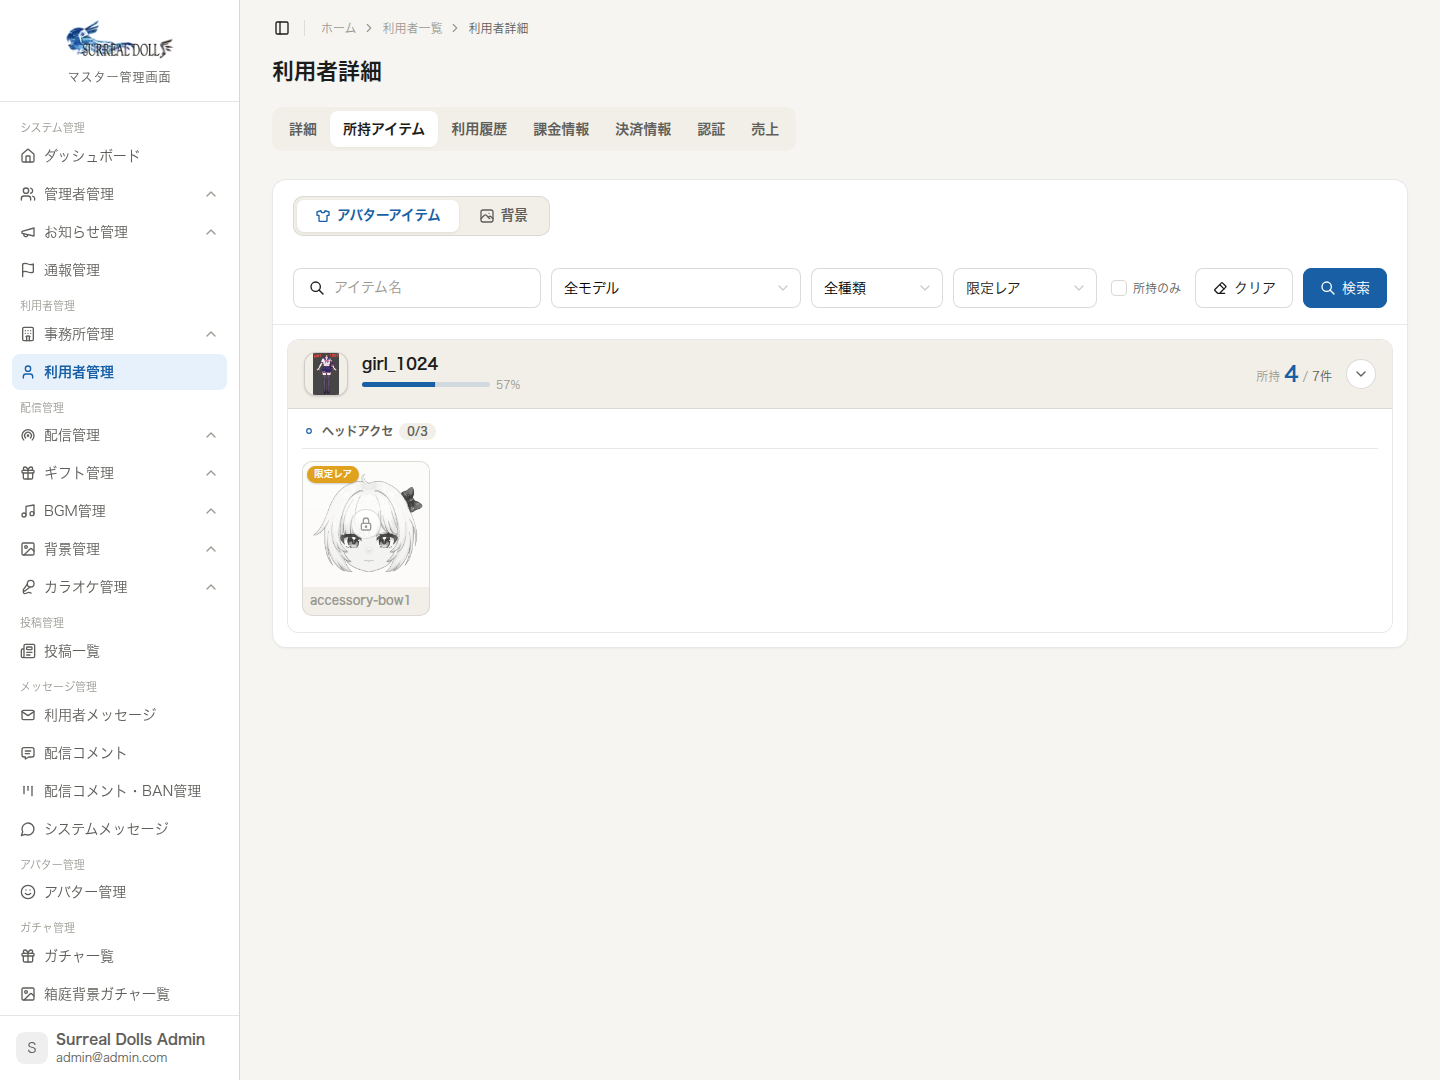 SURREAL DOLLS
マスター管理画面
システム管理
ダッシュボード
管理者管理
お知らせ管理
通報管理
利用者管理
事務所管理
利用者管理
配信管理
配信管理
ギフト管理
BGM管理
背景管理
カラオケ管理
投稿管理
投稿一覧
メッセージ管理
利用者メッセージ
配信コメント
配信コメント・BAN管理
システムメッセージ
アバター管理
アバター管理
ガチャ管理
ガチャ一覧
箱庭背景ガチャ一覧
S
Surreal Dolls Admin
admin@admin.com
ホーム > 利用者一覧 > 利用者詳細
利用者詳細
詳細 所持アイテム 利用履歴 課金情報 決済情報 認証 売上
アバターアイテム 背景
アイテム名 全モデル 全種類 限定レア 所持のみ クリア 検索
girl_1024
57%
所持 4 / 7件
ヘッドアクセ 0/3
限定レア
accessory-bow1